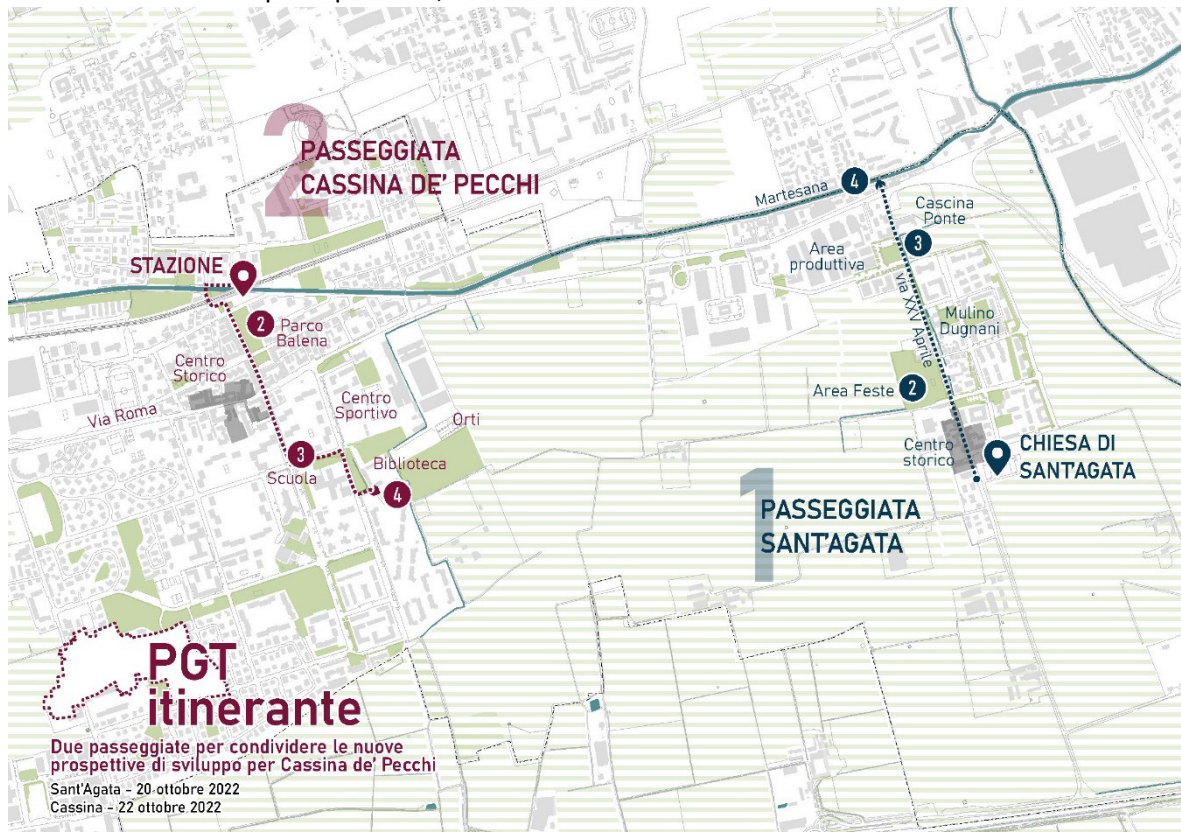 2
PASSEGGIATA
CASSINA DE' PECCHI
STAZIONE
2
Parco
Balena
Centro
Storico
Via Roma
Centro
Sportivo
Orti
3
Scuola
Biblioteca
4
Martesana
4
Cascina
Ponte
3
Area
produttiva
Via XXV Aprile
Mulino
Dugnani
Area Feste
2
Centro
storico
CHIESA DI
SANT'AGATA
1
PASSEGGIATA
SANT'AGATA
PGT
itinerante
Due passeggiate per condividere le nuove
prospettive di sviluppo per Cassina de' Pecchi
Sant'Agata - 20 ottobre 2022
Cassina - 22 ottobre 2022